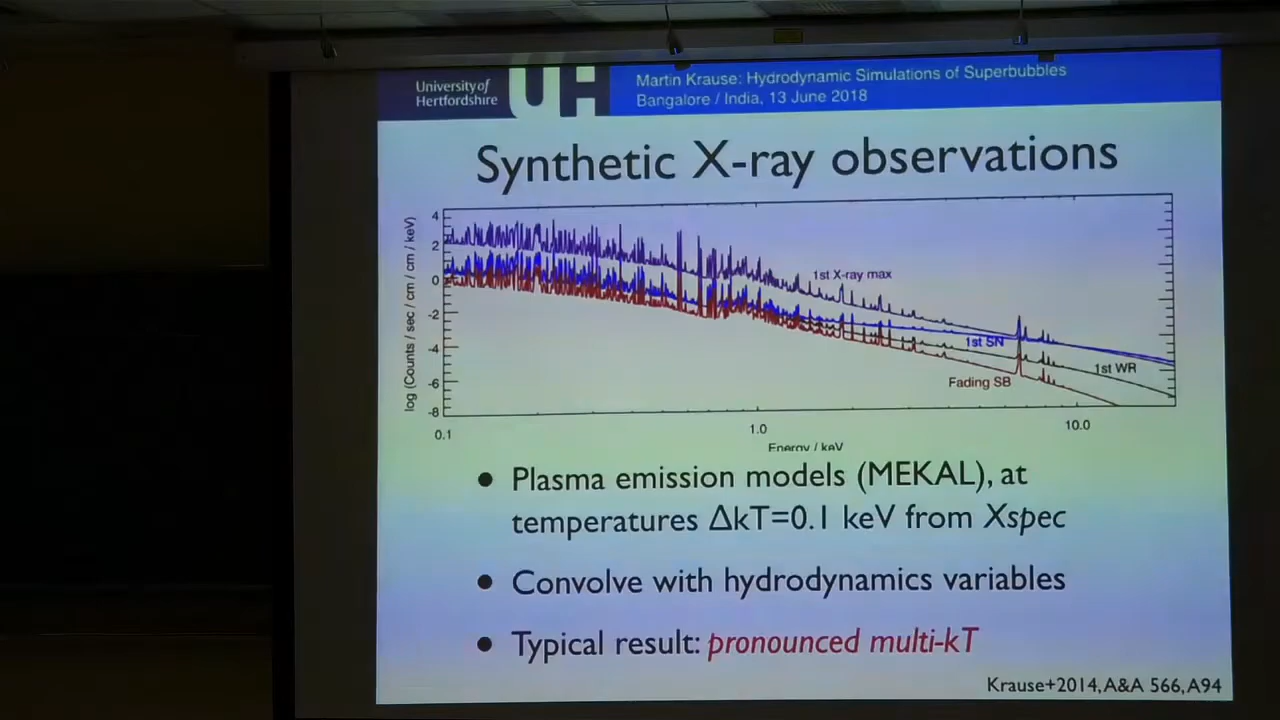 University of
Hertfordshire
UH
Martin Krause: Hydrodynamic Simulations of Superbubbles
Bangalore / India, 13 June 2018
Synthetic X-ray observations
log (Counts / sec / cm / cm / keV)
4
2
0
-2
-4
-6
-8
1st X-ray max
1st SN
1st WR
Fading SB
0.1
1.0
10.0
Energy / keV
• Plasma emission models (MEKAL), at
temperatures ΔkT=0.1 keV from Xspec
• Convolve with hydrodynamics variables
• Typical result: pronounced multi-kT
Krause+2014, A&A 566, A94